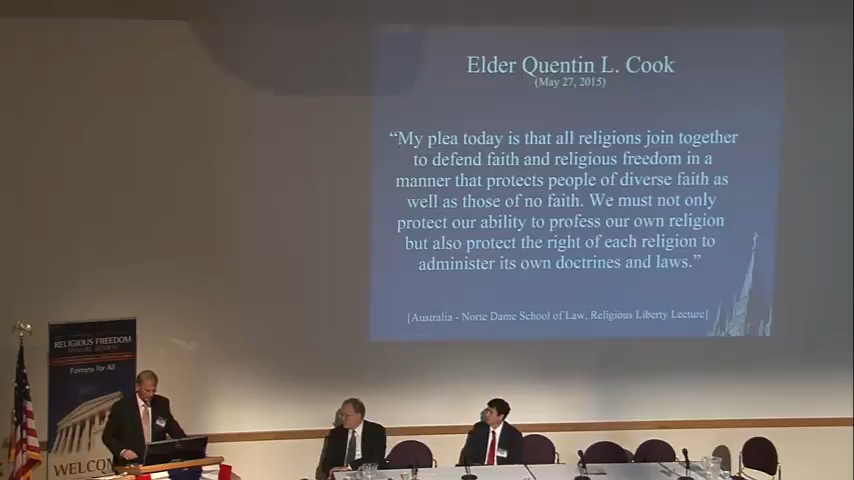 Elder Quentin L. Cook
(May 27, 2015)
“My plea today is that all religions join together
to defend faith and religious freedom in a
manner that protects people of diverse faith as
well as those of no faith. We must not only
protect our ability to profess our own religion
but also protect the right of each religion to
administer its own doctrines and laws.”
[Australia - Norte Dame School of Law, Religious Liberty Lecture]
RELIGIOUS FREEDOM
ANNUAL REVIEW
Fairness for All
WELCOM